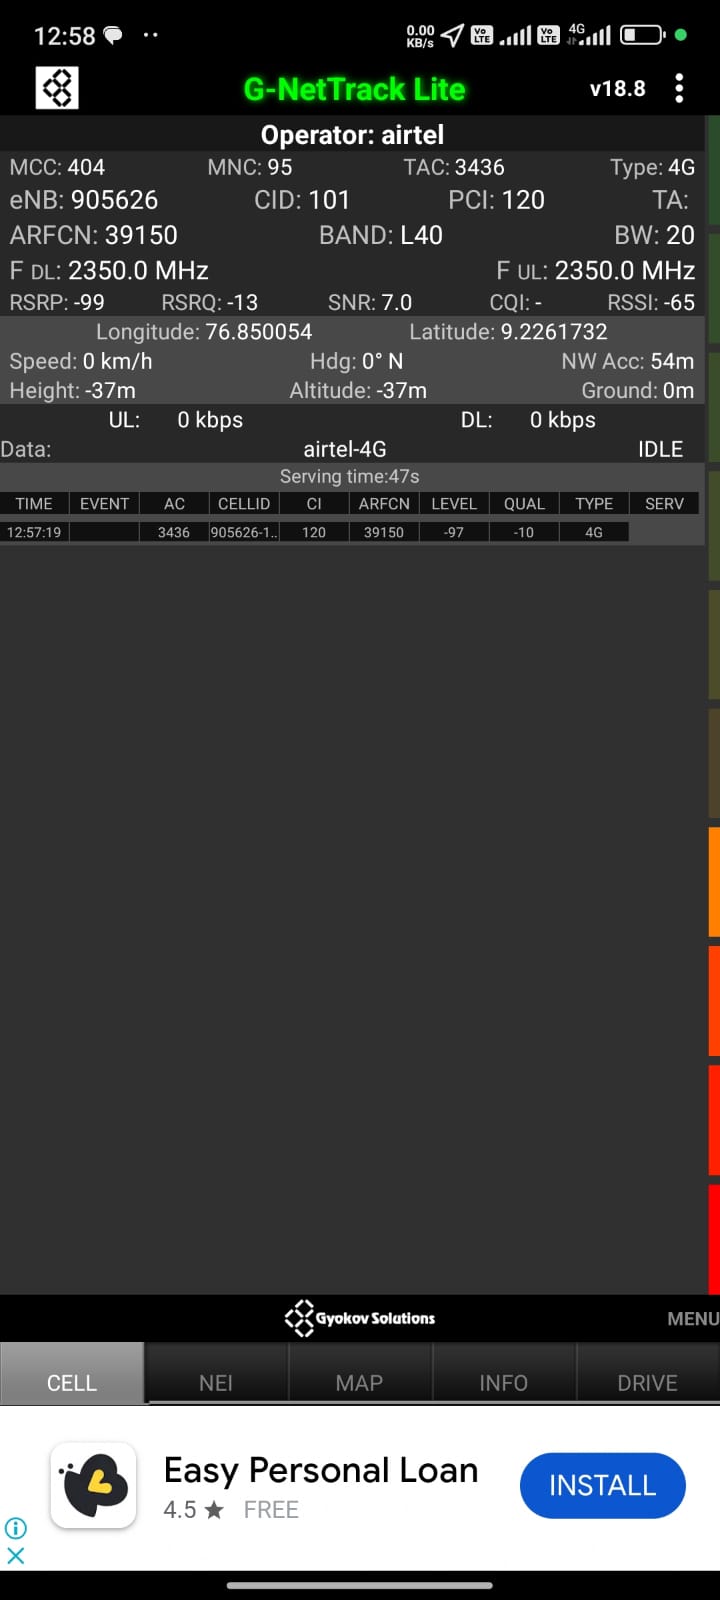 12:58 0.00 KB/s Vo LTE Vo LTE 4G
G-NetTrack Lite v18.8
Operator: airtel
MCC: 404 MNC: 95 TAC: 3436 Type: 4G
eNB: 905626 CID: 101 PCI: 120 TA:
ARFCN: 39150 BAND: L40 BW: 20
F DL: 2350.0 MHz F UL: 2350.0 MHz
RSRP: -99 RSRQ: -13 SNR: 7.0 CQI: - RSSI: -65
Longitude: 76.850054 Latitude: 9.2261732
Speed: 0 km/h Hdg: 0° N NW Acc: 54m
Height: -37m Altitude: -37m Ground: 0m
UL: 0 kbps DL: 0 kbps
Data: airtel-4G IDLE
Serving time:47s
TIME EVENT AC CELLID CI ARFCN LEVEL QUAL TYPE SERV
12:57:19 3436 905626-1.. 120 39150 -97 -10 4G
Gyokov Solutions MENU
CELL NEI MAP INFO DRIVE
Easy Personal Loan
4.5 ★ FREE
INSTALL